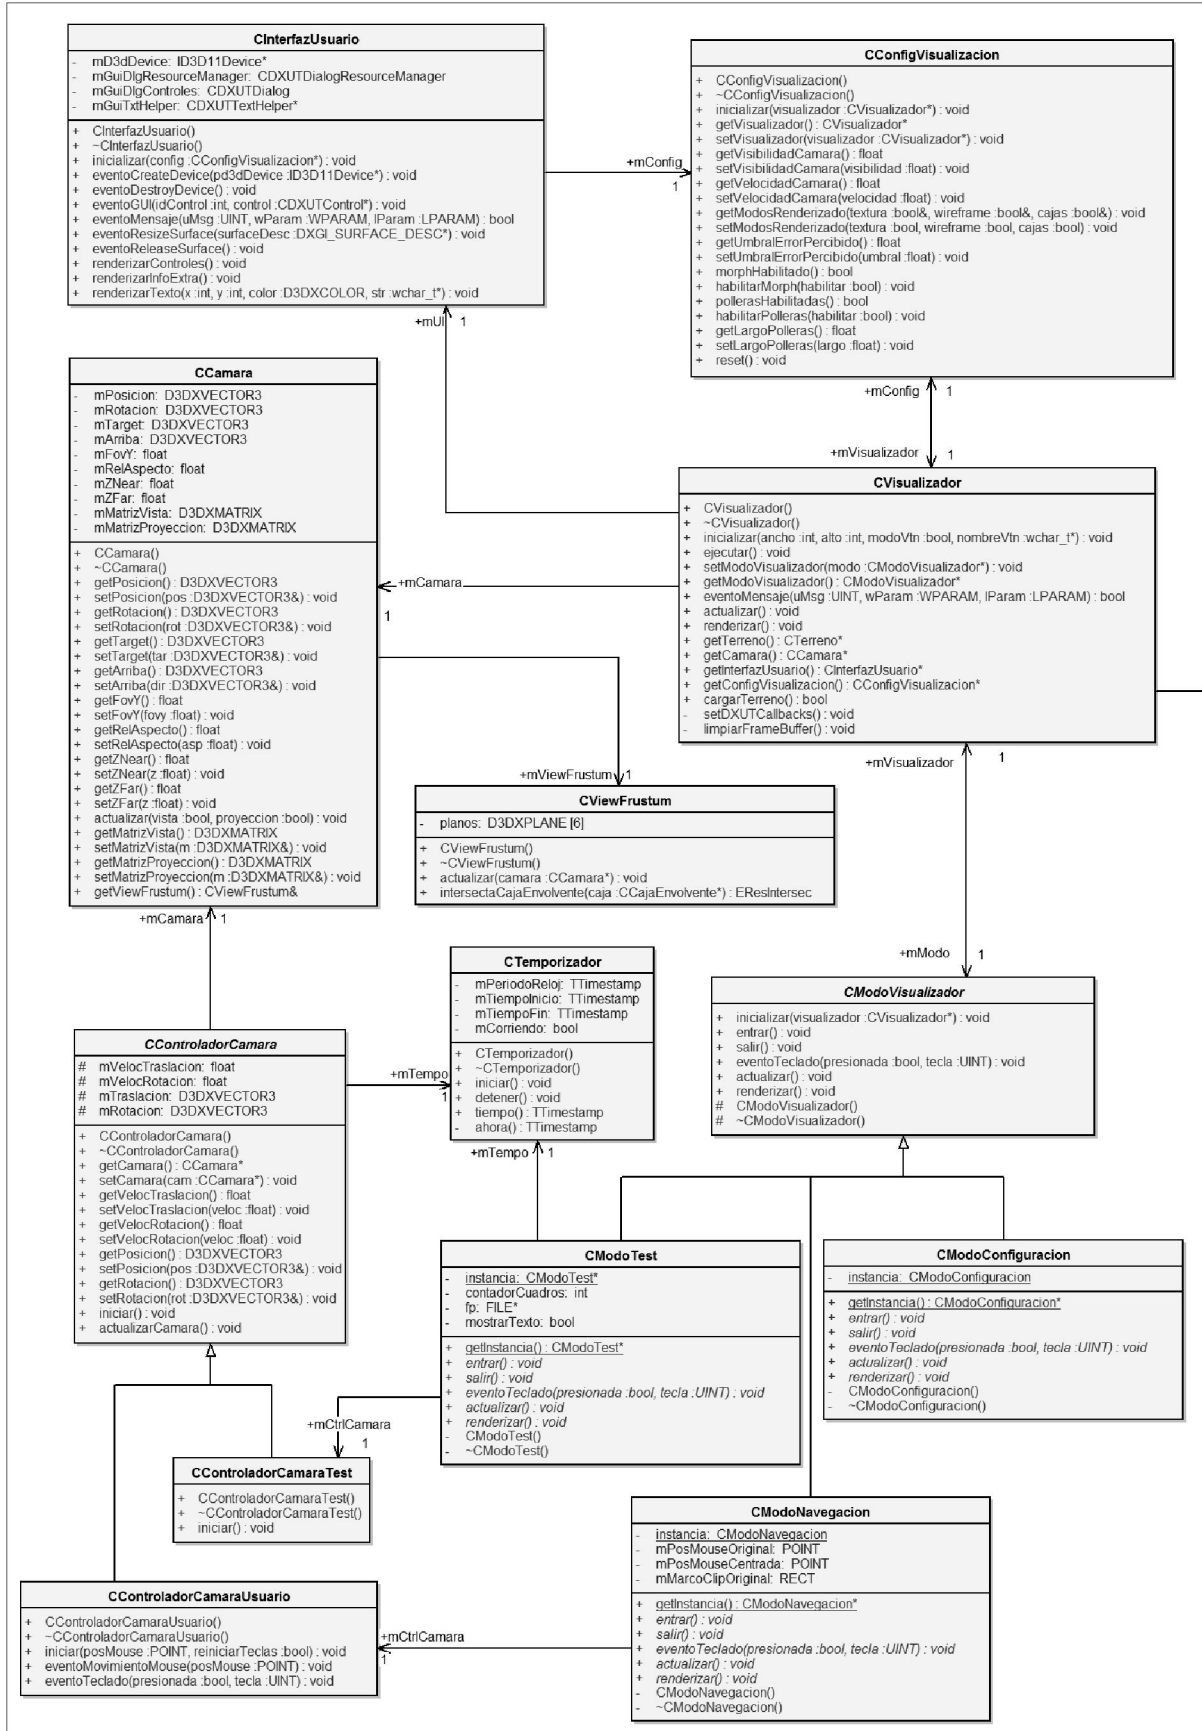 CInterfazUsuario
- mD3dDevice: ID3D11Device*
- mGuiDlgResourceManager: CDXUTDialogResourceManager
- mGuiDlgControles: CDXUTDialog
- mGuiTxtHelper: CDXUTTextHelper*
+ CInterfazUsuario()
+ ~CInterfazUsuario()
+ inicializar(config :CConfigVisualizacion*) : void
+ eventoCreateDevice(pd3dDevice :ID3D11Device*) : void
+ eventoDestroyDevice() : void
+ eventoGUI(idControl :int, control :CDXUTControl*) : void
+ eventoMensaje(uMsg :UINT, wParam :WPARAM, lParam :LPARAM) : bool
+ eventoResizeSurface(surfaceDesc :DXGI_SURFACE_DESC*) : void
+ eventoReleaseSurface() : void
+ renderizarControles() : void
+ renderizarInfoExtra() : void
+ renderizarTexto(x :int, y :int, color :D3DXCOLOR, str :wchar_t*) : void
+mConfig
1
CConfigVisualizacion
+ CConfigVisualizacion()
+ ~CConfigVisualizacion()
+ inicializar(visualizador :CVisualizador*) : void
+ getVisualizador() : CVisualizador*
+ setVisualizador(visualizador :CVisualizador*) : void
+ getVisibilidadCamara() : float
+ setVisibilidadCamara(visibilidad :float) : void
+ getVelocidadCamara() : float
+ setVelocidadCamara(velocidad :float) : void
+ getModosRenderizado(textura :bool&, wireframe :bool&, cajas :bool&) : void
+ setModosRenderizado(textura :bool, wireframe :bool, cajas :bool) : void
+ getUmbralErrorPercibido() : float
+ setUmbralErrorPercibido(umbral :float) : void
+ morphHabilitado() : bool
+ habilitarMorph(habilitar :bool) : void
+ pollerasHabilitadas() : bool
+ habilitarPolleras(habilitar :bool) : void
+ getLargoPolleras() : float
+ setLargoPolleras(largo :float) : void
+ reset() : void
+mUI 1
+mConfig 1
+mVisualizador 1
CCamara
- mPosicion: D3DXVECTOR3
- mRotacion: D3DXVECTOR3
- mTarget: D3DXVECTOR3
- mArriba: D3DXVECTOR3
- mFovY: float
- mRelAspecto: float
- mZNear: float
- mZFar: float
- mMatrizVista: D3DXMATRIX
- mMatrizProyeccion: D3DXMATRIX
+ CCamara()
+ ~CCamara()
+ getPosicion() : D3DXVECTOR3
+ setPosicion(pos :D3DXVECTOR3&) : void
+ getRotacion() : D3DXVECTOR3
+ setRotacion(rot :D3DXVECTOR3&) : void
+ getTarget() : D3DXVECTOR3
+ setTarget(tar :D3DXVECTOR3&) : void
+ getArriba() : D3DXVECTOR3
+ setArriba(dir :D3DXVECTOR3&) : void
+ getFovY() : float
+ setFovY(fovy :float) : void
+ getRelAspecto() : float
+ setRelAspecto(asp :float) : void
+ getZNear() : float
+ setZNear(z :float) : void
+ getZFar() : float
+ setZFar(z :float) : void
+ actualizar(vista :bool, proyeccion :bool) : void
+ getMatrizVista() : D3DXMATRIX
+ setMatrizVista(m :D3DXMATRIX&) : void
+ getMatrizProyeccion() : D3DXMATRIX
+ setMatrizProyeccion(m :D3DXMATRIX&) : void
+ getViewFrustum() : CViewFrustum&
+mCamara
1
CVisualizador
+ CVisualizador()
+ ~CVisualizador()
+ inicializar(ancho :int, alto :int, modoVtn :bool, nombreVtn :wchar_t*) : void
+ ejecutar() : void
+ setModoVisualizador(modo :CModoVisualizador*) : void
+ getModoVisualizador() : CModoVisualizador*
+ eventoMensaje(uMsg :UINT, wParam :WPARAM, lParam :LPARAM) : bool
+ actualizar() : void
+ renderizar() : void
+ getTerreno() : CTerreno*
+ getCamara() : CCamara*
+ getInterfazUsuario() : CInterfazUsuario*
+ getConfigVisualizacion() : CConfigVisualizacion*
+ cargarTerreno() : bool
- setDXUTCallbacks() : void
- limpiarFrameBuffer() : void
+mVisualizador 1
+mViewFrustum 1
CViewFrustum
- planos: D3DXPLANE [6]
+ CViewFrustum()
+ ~CViewFrustum()
+ actualizar(camara :CCamara*) : void
+ intersectaCajaEnvolvente(caja :CCajaEnvolvente*) : EResIntersec
+mCamara 1
+mModo 1
CTemporizador
- mPeriodoReloj: TTimestamp
- mTiempoInicio: TTimestamp
- mTiempoFin: TTimestamp
- mCorriendo: bool
+ CTemporizador()
+ ~CTemporizador()
+ iniciar() : void
+ detener() : void
+ tiempo() : TTimestamp
- ahora() : TTimestamp
+mTempo
1
+mTempo 1
CModoVisualizador
+ inicializar(visualizador :CVisualizador*) : void
+ entrar() : void
+ salir() : void
+ eventoTeclado(presionada :bool, tecla :UINT) : void
+ actualizar() : void
+ renderizar() : void
# CModoVisualizador()
# ~CModoVisualizador()
CControladorCamara
# mVelocTraslacion: float
# mVelocRotacion: float
# mTraslacion: D3DXVECTOR3
# mRotacion: D3DXVECTOR3
+ CControladorCamara()
+ ~CControladorCamara()
+ getCamara() : CCamara*
+ setCamara(cam :CCamara*) : void
+ getVelocTraslacion() : float
+ setVelocTraslacion(veloc :float) : void
+ getVelocRotacion() : float
+ setVelocRotacion(veloc :float) : void
+ getPosicion() : D3DXVECTOR3
+ setPosicion(pos :D3DXVECTOR3&) : void
+ getRotacion() : D3DXVECTOR3
+ setRotacion(rot :D3DXVECTOR3&) : void
+ iniciar() : void
+ actualizarCamara() : void
CModoTest
- instancia: CModoTest*
- contadorCuadros: int
- fp: FILE*
- mostrarTexto: bool
+ getInstancia() : CModoTest*
+ entrar() : void
+ salir() : void
+ eventoTeclado(presionada :bool, tecla :UINT) : void
+ actualizar() : void
+ renderizar() : void
- CModoTest()
- ~CModoTest()
CModoConfiguracion
- instancia: CModoConfiguracion
+ getInstancia() : CModoConfiguracion*
+ entrar() : void
+ salir() : void
+ eventoTeclado(presionada :bool, tecla :UINT) : void
+ actualizar() : void
+ renderizar() : void
- CModoConfiguracion()
- ~CModoConfiguracion()
+mCtrlCamara
1
CControladorCamaraTest
+ CControladorCamaraTest()
+ ~CControladorCamaraTest()
+ iniciar() : void
CModoNavegacion
- instancia: CModoNavegacion
- mPosMouseOriginal: POINT
- mPosMouseCentrada: POINT
- mMarcoClipOriginal: RECT
+ getInstancia() : CModoNavegacion*
+ entrar() : void
+ salir() : void
+ eventoTeclado(presionada :bool, tecla :UINT) : void
+ actualizar() : void
+ renderizar() : void
- CModoNavegacion()
- ~CModoNavegacion()
CControladorCamaraUsuario
+ CControladorCamaraUsuario()
+ ~CControladorCamaraUsuario()
+ iniciar(posMouse :POINT, reiniciarTeclas :bool) : void
+ eventoMovimientoMouse(posMouse :POINT) : void
+ eventoTeclado(presionada :bool, tecla :UINT) : void
+mCtrlCamara
1